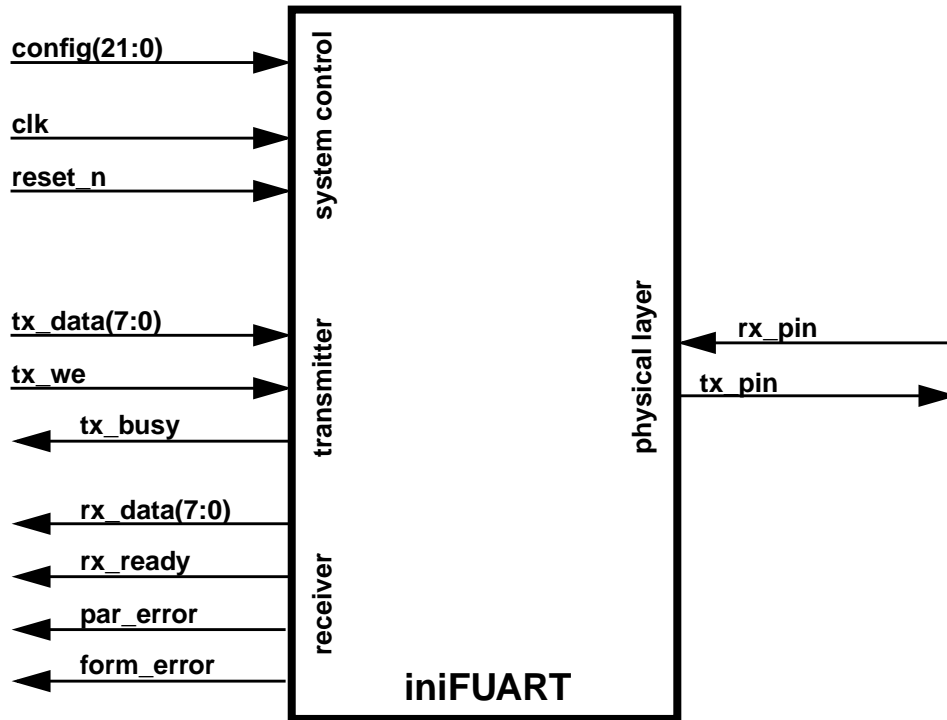 config(21:0)
clk
reset_n
system control
tx_data(7:0)
tx_we
tx_busy
transmitter
rx_data(7:0)
rx_ready
par_error
form_error
receiver
physical layer
rx_pin
tx_pin
iniFUART